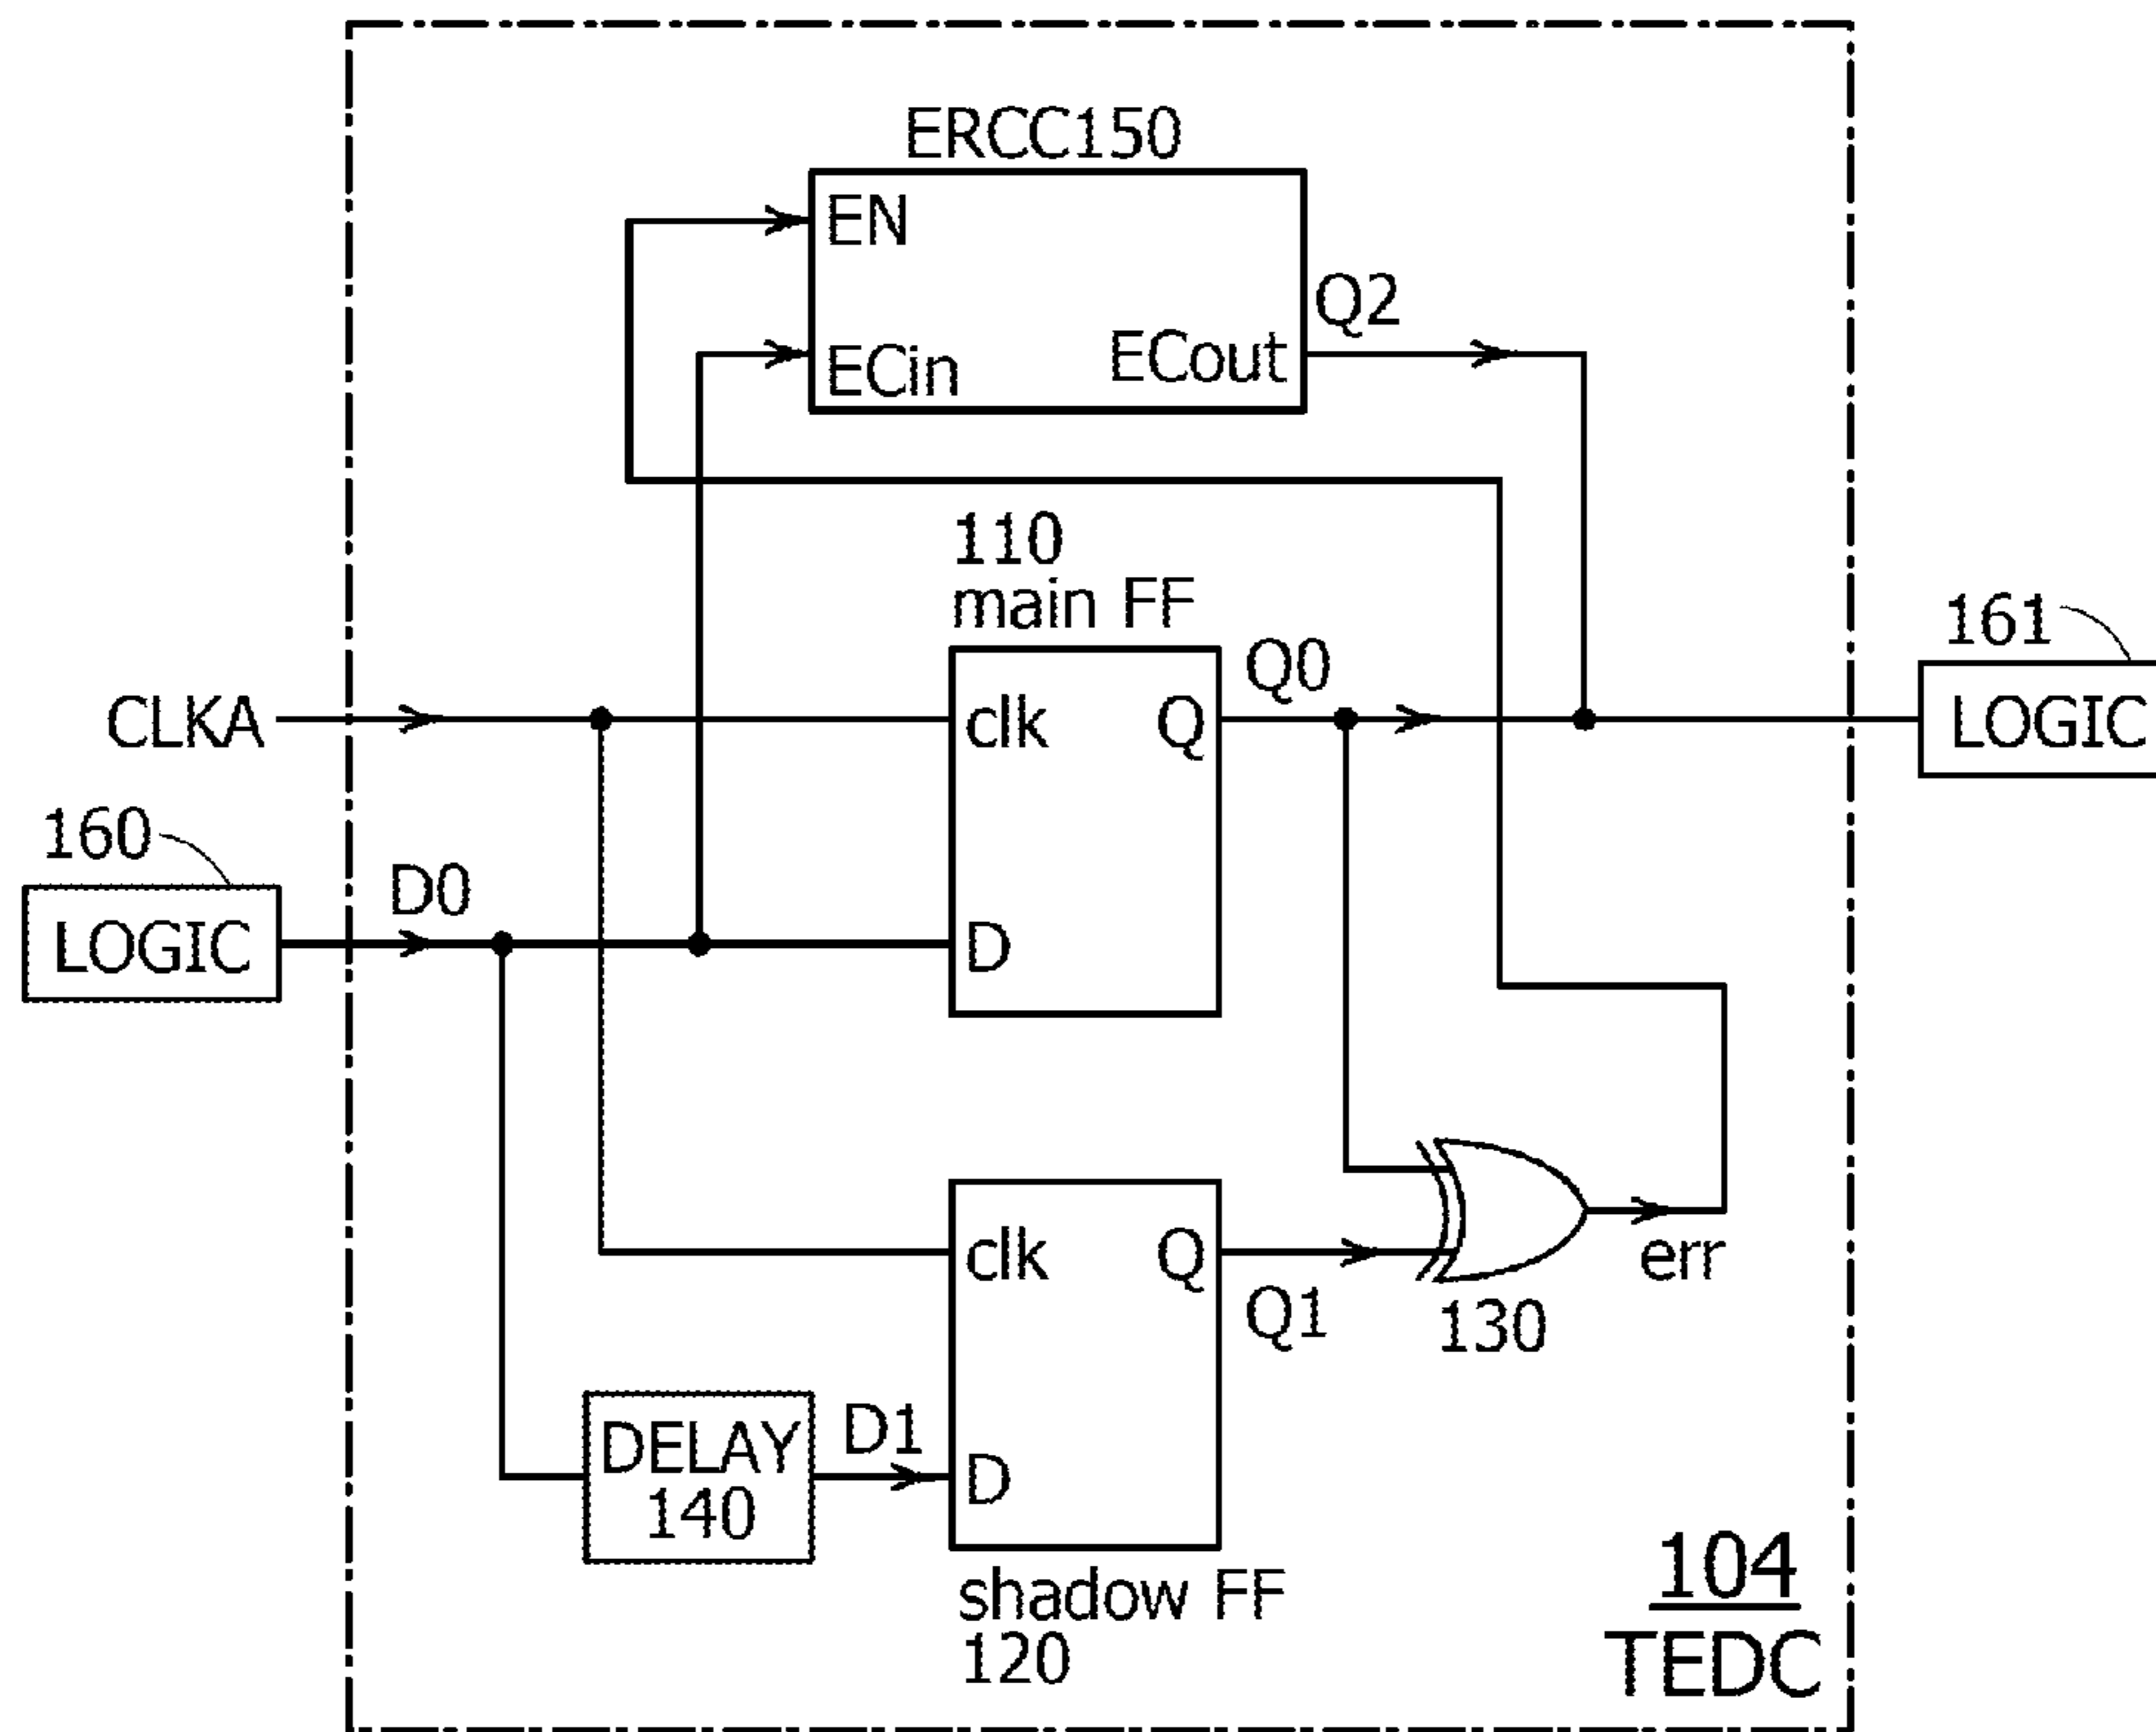 ERCC150
EN
Q2
ECin
ECout
110
main FF
161
Q0
CLKA
clk
Q
LOGIC
160
D0
LOGIC
D
clk
Q
err
Q1
130
DELAY
140
D1
D
104
shadow FF
120
TEDC